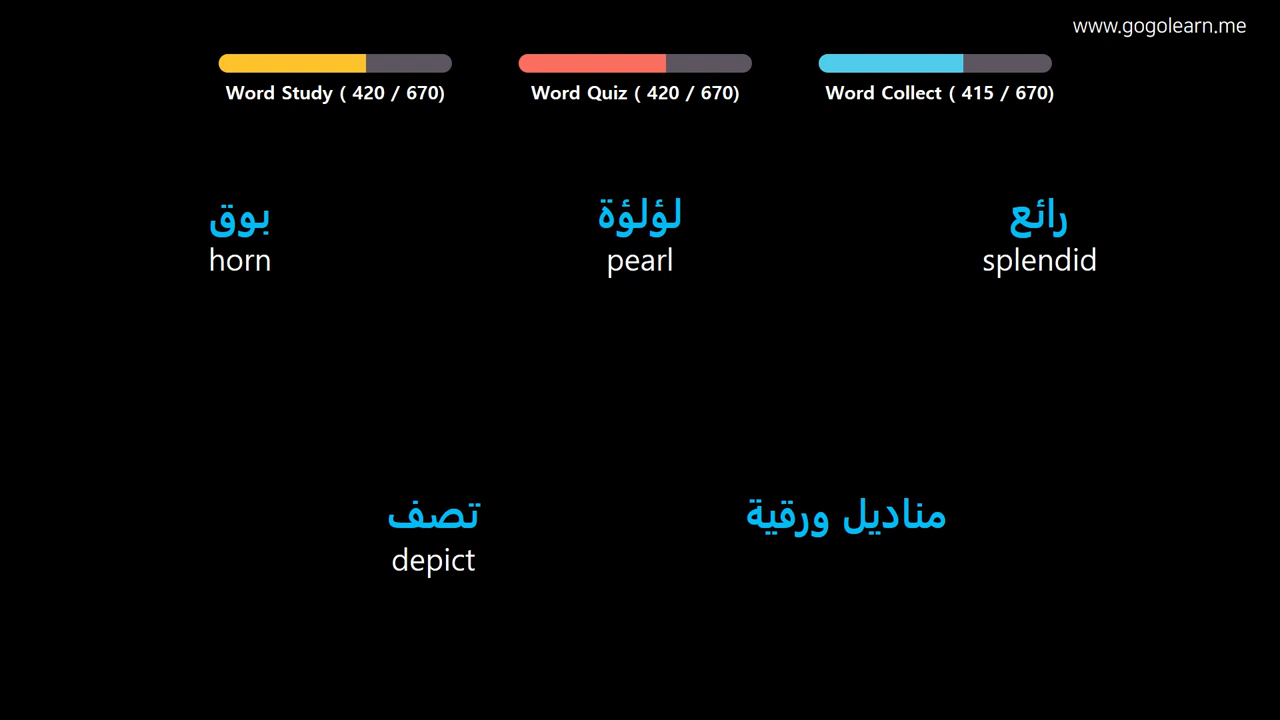 www.gogolearn.me
Word Study ( 420 / 670)
Word Quiz ( 420 / 670)
Word Collect ( 415 / 670)
بوق
horn
لؤلؤة
pearl
رائع
splendid
تصف
depict
مناديل ورقية